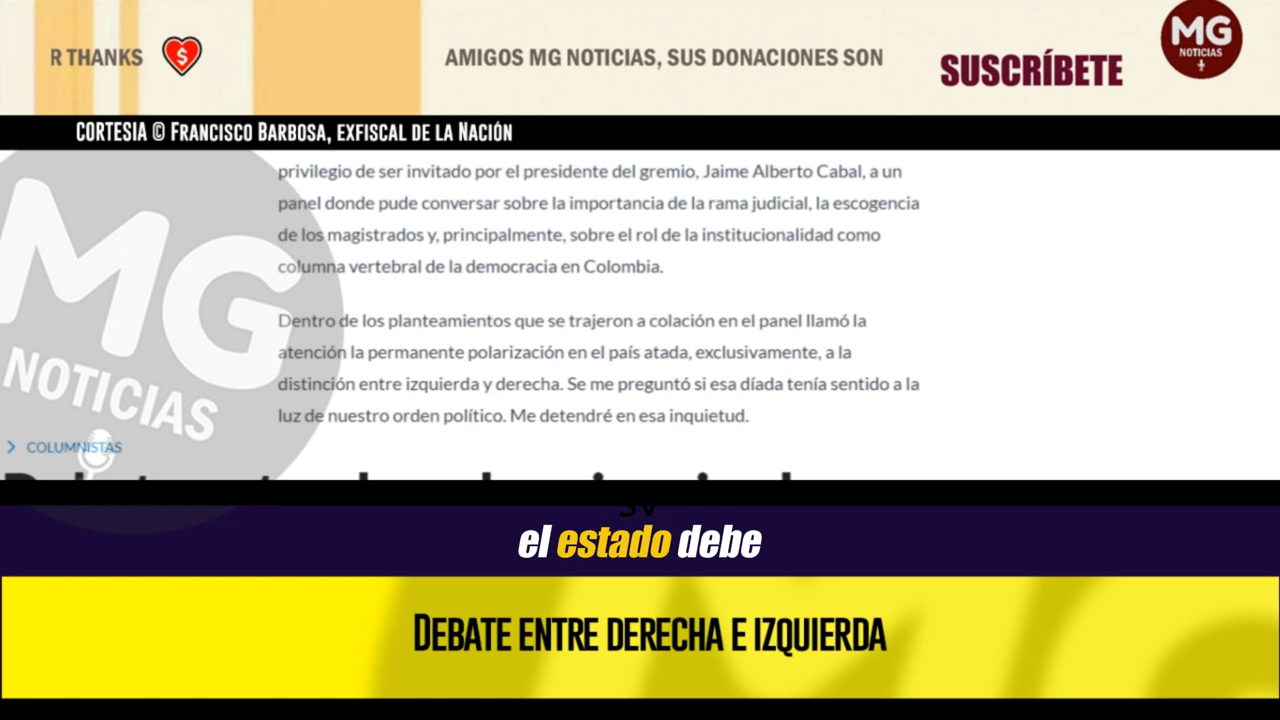 R THANKS
AMIGOS MG NOTICIAS, SUS DONACIONES SON
SUSCRÍBETE
MG
NOTICIAS
CORTESIA © FRANCISCO BARBOSA, EXFISCAL DE LA NACIÓN
privilegio de ser invitado por el presidente del gremio, Jaime Alberto Cabal, a un
panel donde pude conversar sobre la importancia de la rama judicial, la escogencia
de los magistrados y, principalmente, sobre el rol de la institucionalidad como
columna vertebral de la democracia en Colombia.
Dentro de los planteamientos que se trajeron a colación en el panel llamó la
atención la permanente polarización en el país atada, exclusivamente, a la
distinción entre izquierda y derecha. Se me preguntó si esa díada tenía sentido a la
luz de nuestro orden político. Me detendré en esa inquietud.
MG
NOTICIAS
COLUMNISTAS
el estado debe
DEBATE ENTRE DERECHA E IZQUIERDA